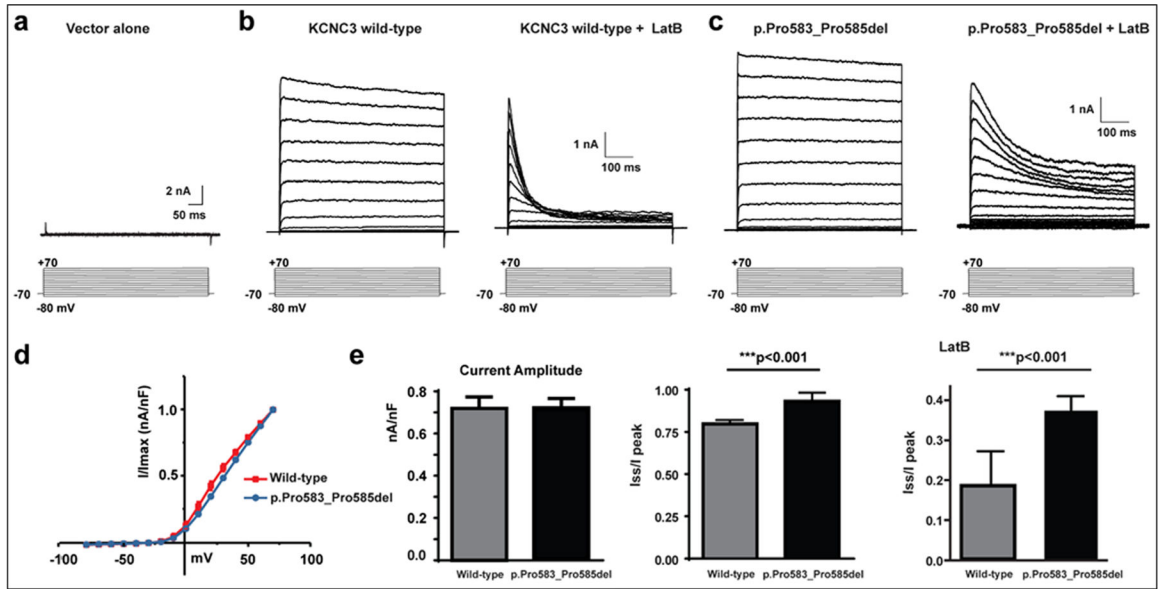 a
Vector alone
2 nA
50 ms
+70
-70
-80 mV
b
KCNC3 wild-type
KCNC3 wild-type + LatB
1 nA
100 ms
+70
-70
-80 mV
+70
-70
-80 mV
c
p.Pro583_Pro585del
p.Pro583_Pro585del + LatB
1 nA
100 ms
+70
-70
-80 mV
+70
-70
-80 mV
d
I/Imax (nA/nF)
1.0
0.5
Wild-type
p.Pro583_Pro585del
-100
-50
mV
50
100
e
Current Amplitude
nA/nF
0.8
0.6
0.4
0.2
0.0
Wild-type
p.Pro583_Pro585del
***p<0.001
Iss/I peak
1.00
0.75
0.50
0.25
0.00
Wild-type
p.Pro583_Pro585del
LatB
***p<0.001
Iss/I peak
0.4
0.3
0.2
0.1
0.0
Wild-type
p.Pro583_Pro585del